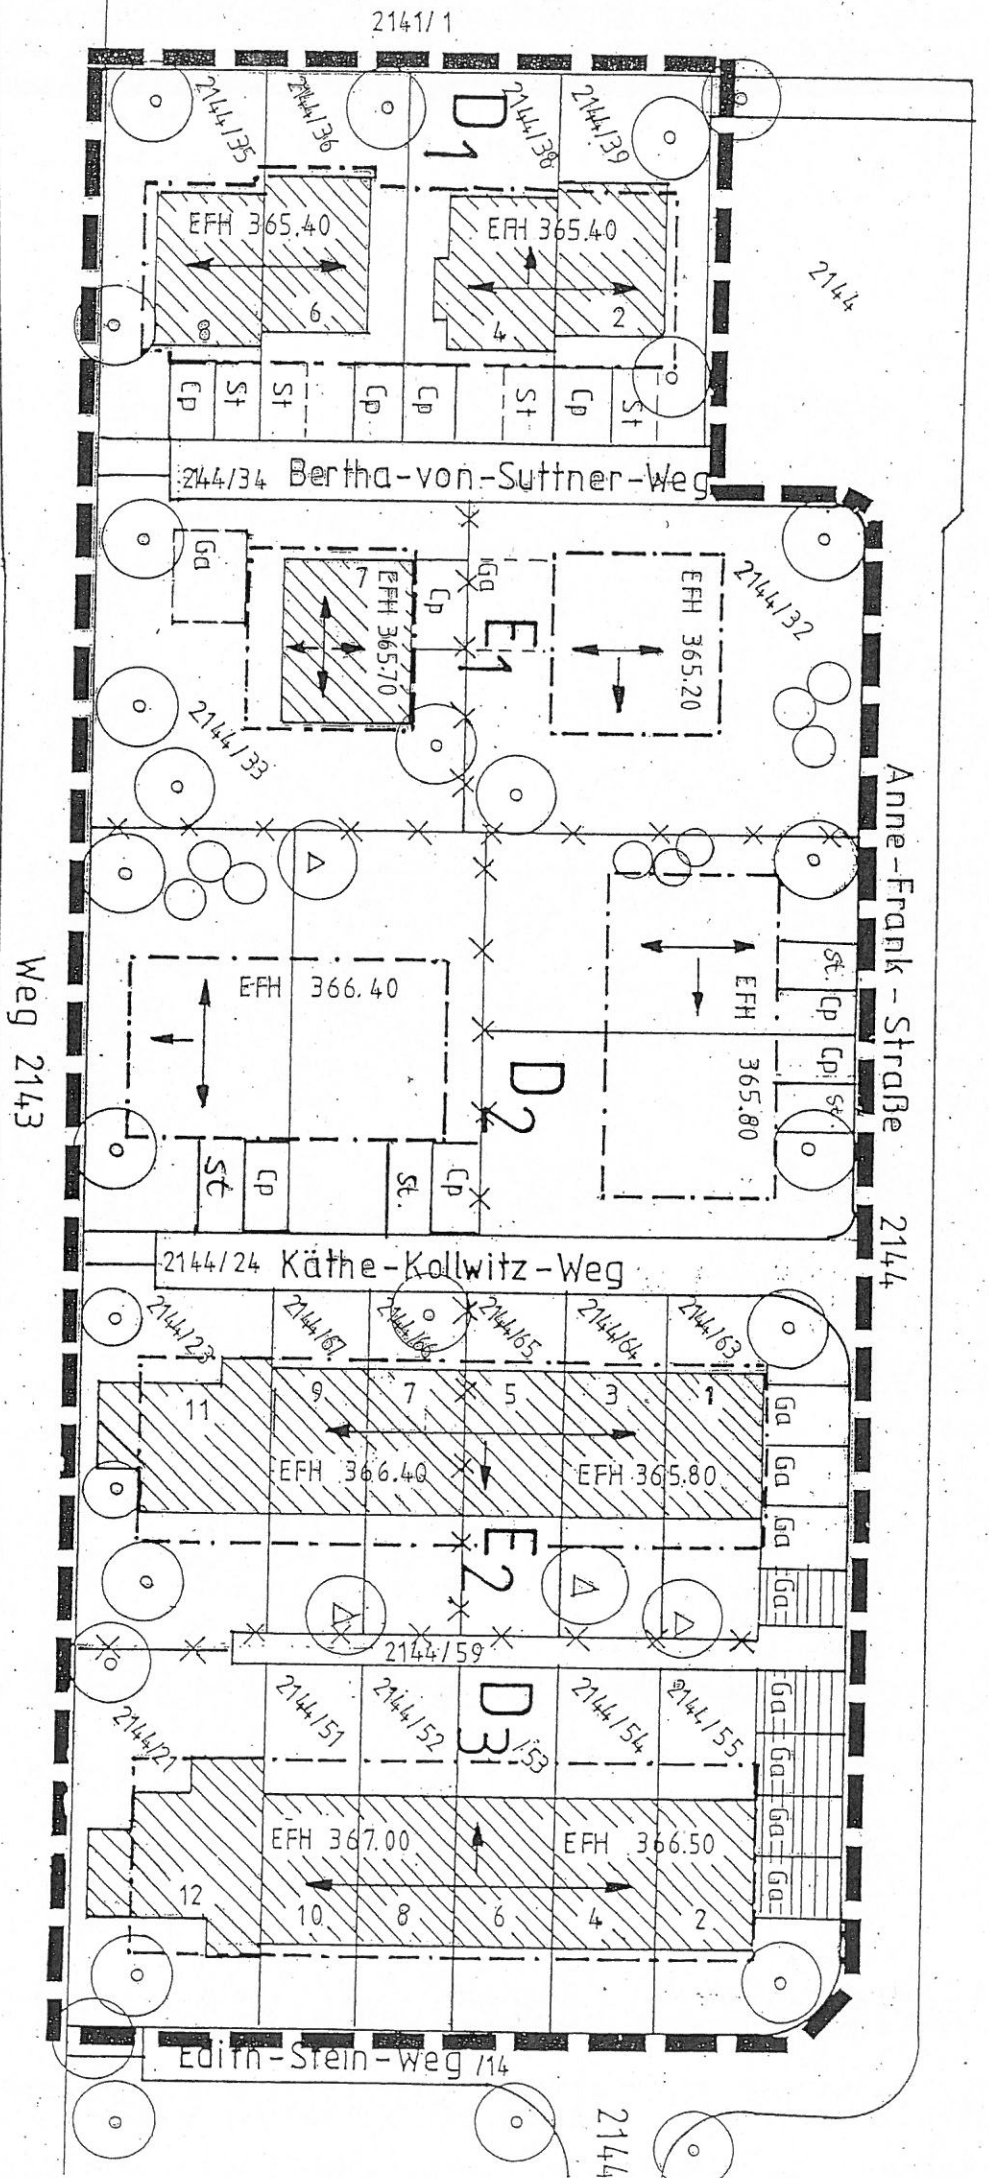 2141/1
2144/35
2144/36
D1
2144/38
2144/39
2144
EFH 365.40
EFH 365.40
8
6
4
2
Cp
St
St
Cp
Cp
St
Cp
St
2144/34 Bertha-von-Suttner-Weg
Ga
7
EFH 365.70
Cp
Ga
E1
EFH 365.20
2144/32
2144/33
Anne-Frank-Straße
2144
Weg 2143
EFH 366.40
EFH 365.80
St.
Cp
Cp
St.
D2
St
Cp
St.
Cp
2144/24 Käthe-Kollwitz-Weg
2144/23
2144/67
2144/66
2144/65
2144/64
2144/63
11
9
7
5
3
1
EFH 366.40
EFH 365.80
Ga
Ga
Ga
Ga
E2
2144/59
2144/21
2144/51
2144/52
D3
/53
2144/54
2144/55
Ga
Ga
Ga
Ga
EFH 367.00
EFH 366.50
12
10
8
6
4
2
Edith-Stein-Weg /14
2144